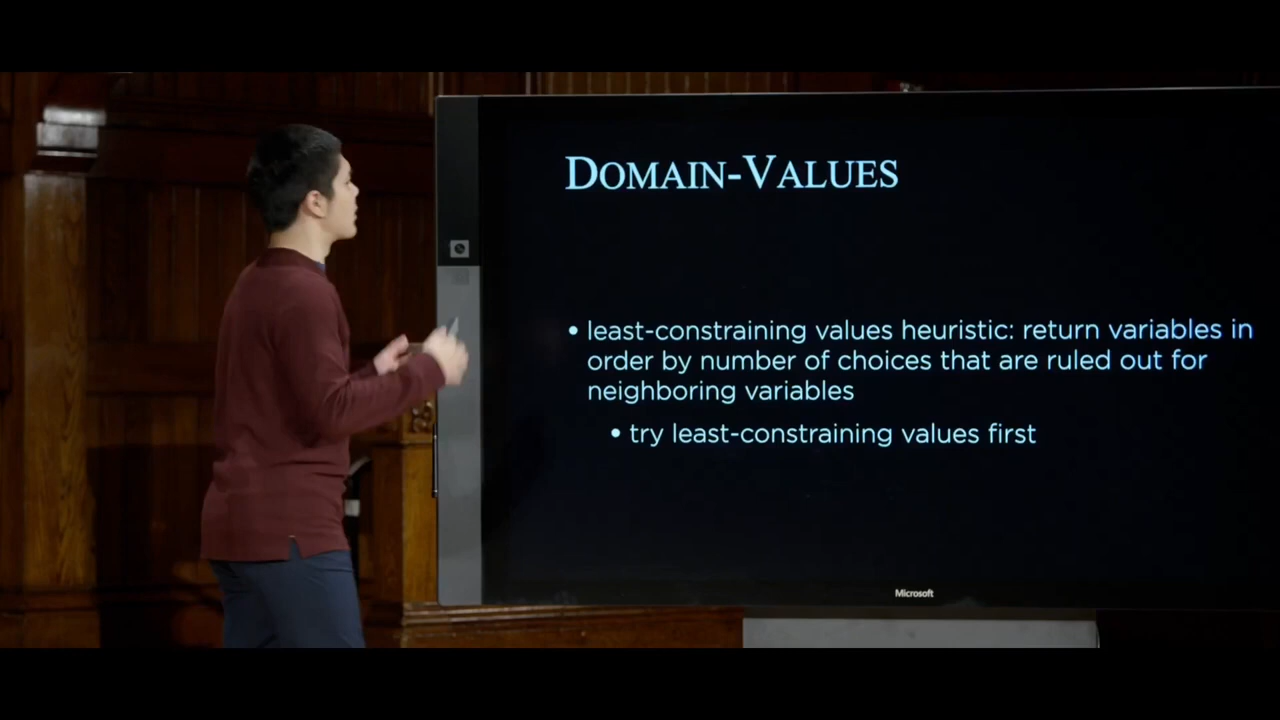 DOMAIN-VALUES
• least-constraining values heuristic: return variables in
order by number of choices that are ruled out for
neighboring variables
• try least-constraining values first
Microsoft